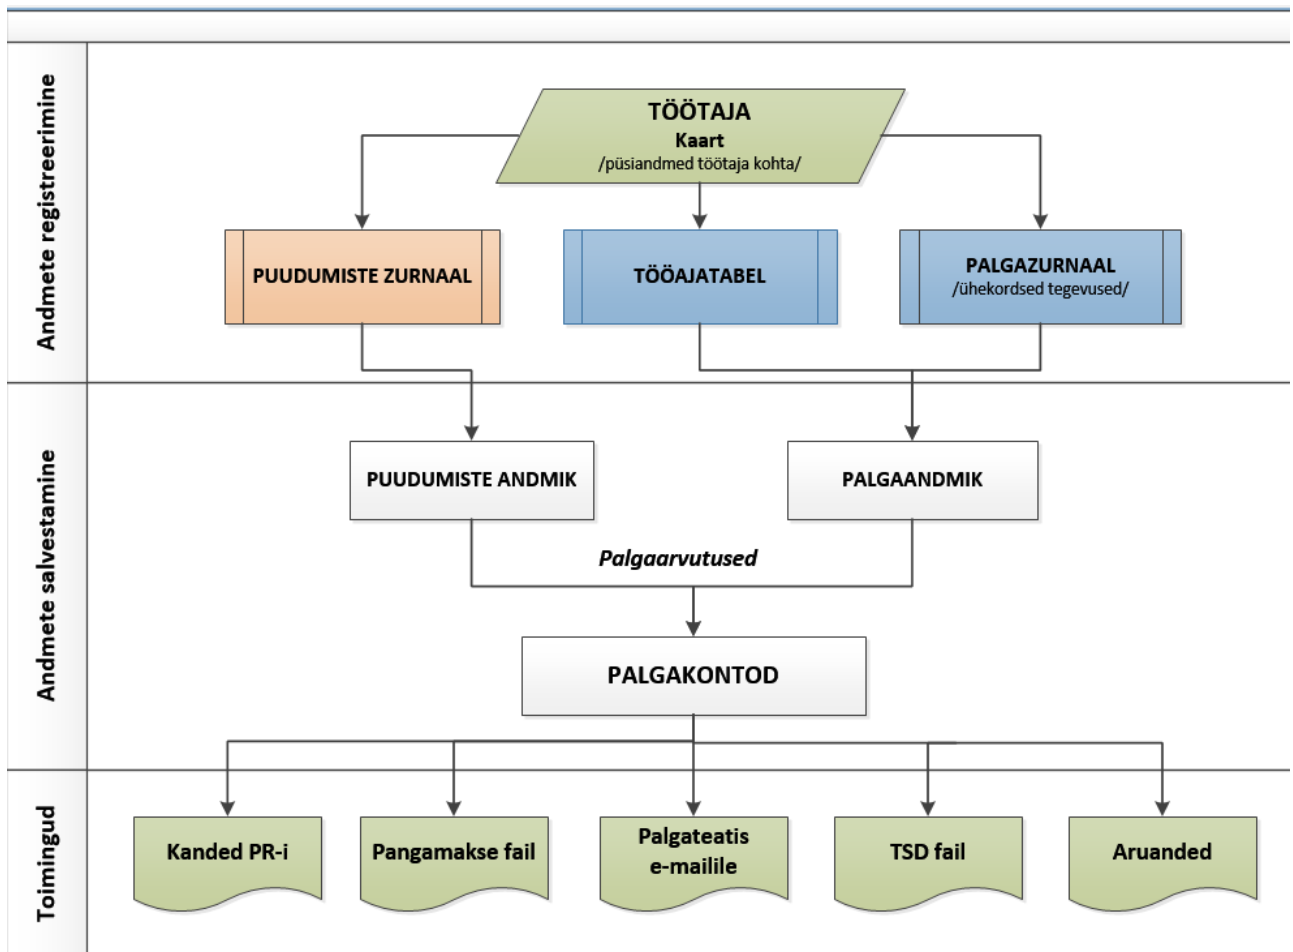 Andmete registreerimine
TÖÖTAJA
Kaart
/püsiandmed töötaja kohta/
PUUDUMISTE ZURNAAL
TÖÖAJATABEL
PALGAZURNAAL
/ühekordsed tegevused/
Andmete salvestamine
PUUDUMISTE ANDMIK
PALGAANDMIK
Palgaarvutused
PALGAKONTOD
Toimingud
Kanded PR-i
Pangamakse fail
Palgateatis
e-mailile
TSD fail
Aruanded